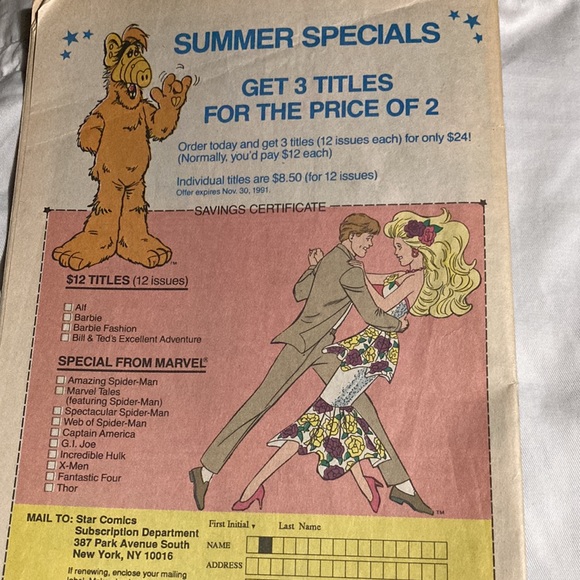 SUMMER SPECIALS
GET 3 TITLES
FOR THE PRICE OF 2
Order today and get 3 titles (12 issues each) for only $24!
(Normally, you'd pay $12 each)
Individual titles are $8.50 (for 12 issues)
Offer expires Nov. 30, 1991.
SAVINGS CERTIFICATE
TM
$12 TITLES (12 issues)
Alf
Barbie
Barbie Fashion
Bill & Ted's Excellent Adventure
SPECIAL FROM MARVEL®
Amazing Spider-Man
Marvel Tales
(featuring Spider-Man)
Spectacular Spider-Man
Web of Spider-Man
Captain America
G.I. Joe
Incredible Hulk
X-Men
Fantastic Four
Thor
TM
MAIL TO: Star Comics
Subscription Department
387 Park Avenue South
New York, NY 10016
If renewing, enclose your mailing
First Initial Last Name
NAME
ADDRESS